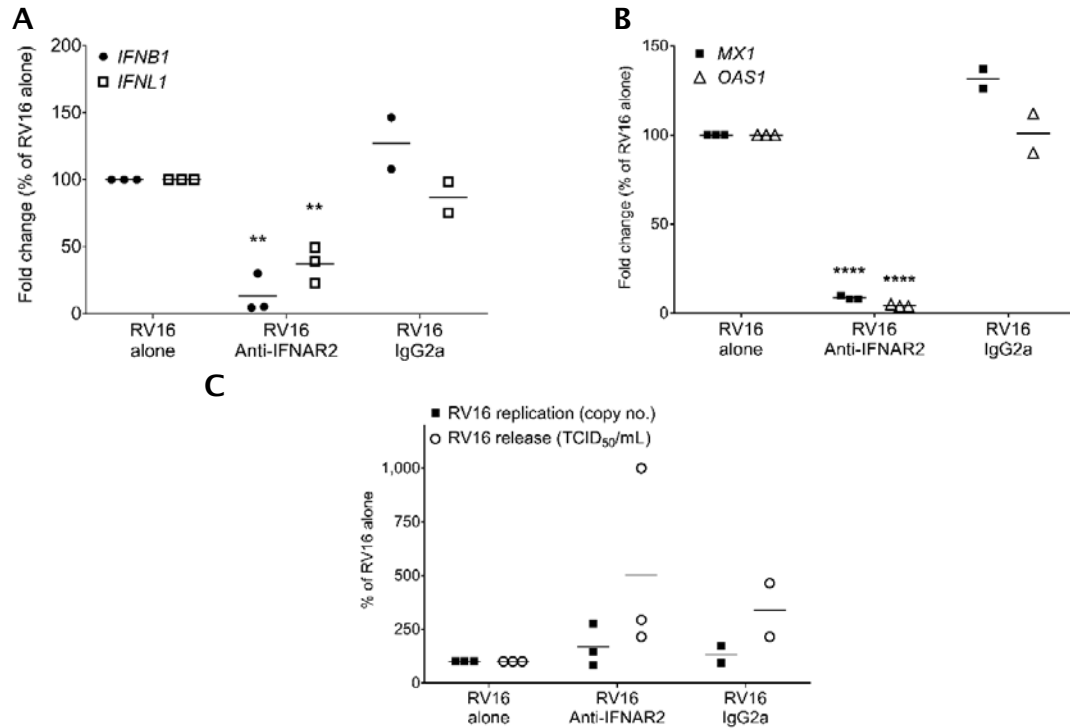 A
Fold change (% of RV16 alone)
200
150
100
50
0
IFNB1
IFNL1
**
**
RV16
alone
RV16
Anti-IFNAR2
RV16
IgG2a
B
Fold change (% of RV16 alone)
150
100
50
0
MX1
OAS1
****
****
RV16
alone
RV16
Anti-IFNAR2
RV16
IgG2a
C
RV16 replication (copy no.)
RV16 release (TCID50/mL)
% of RV16 alone
1,000
750
500
250
0
RV16
alone
RV16
Anti-IFNAR2
RV16
IgG2a